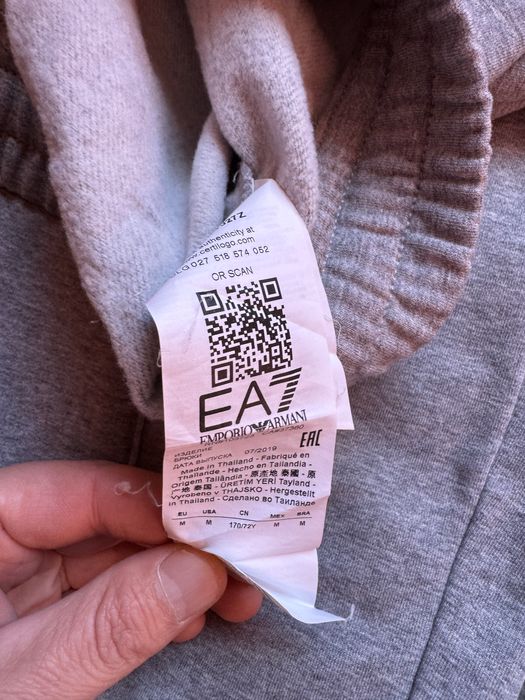 authenticity at
www.certilogo.com
027 518 574 052
OR SCAN
EA7
EMPORIO ARMANI
ИЗДЕЛИЕ
БРЮКИ
ДАТА ВЫПУСКА 07/2019
EAC
Made in Thailand - Fabriqué en
Thaïlande - Hecho en Tailandia -
Origem Tailândia - 原產地 泰國 - 原
产地 泰国 - ÜRETİM YERİ Tayland -
Vyrobeno v THAJSKO - Hergestellt
in Thailand - Сделано во Таиланде
EU USA CN MEX BRA
M M 170/72Y M M